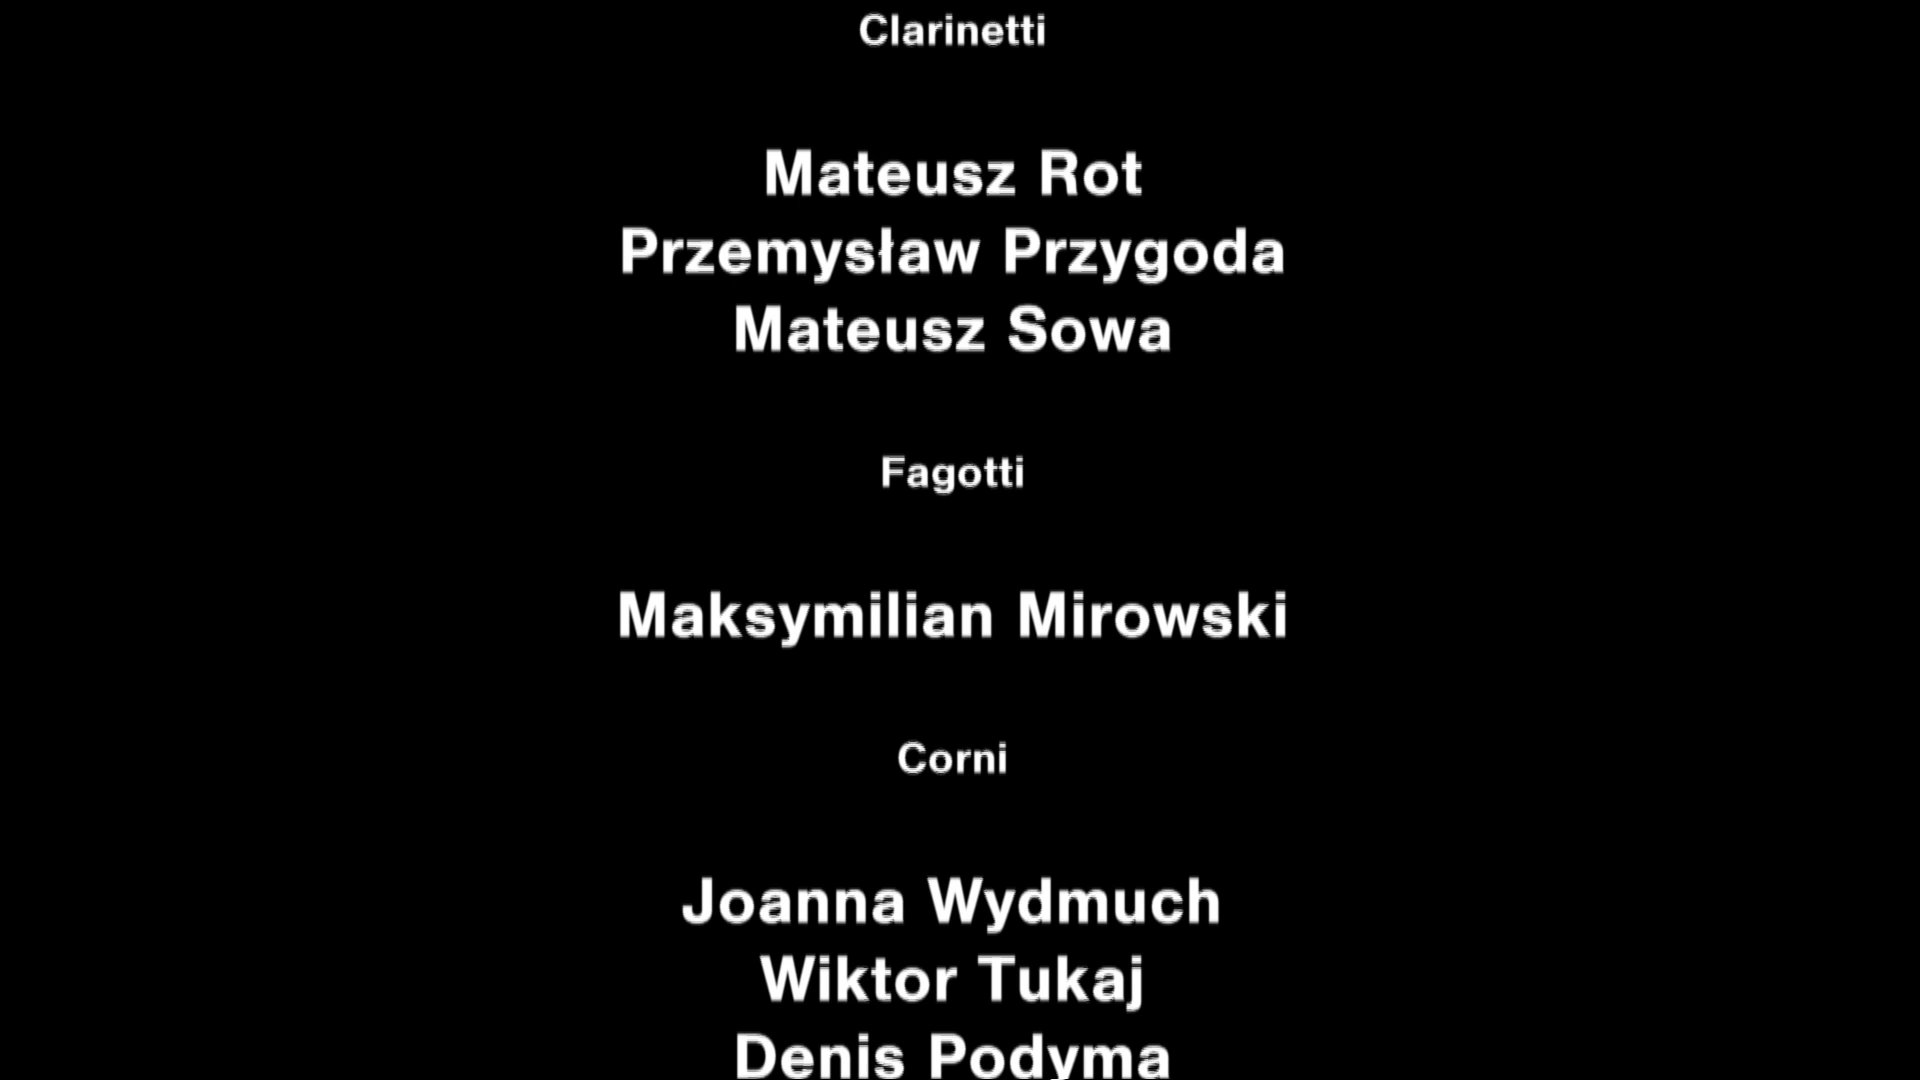 Clarinetti
Mateusz Rot
Przemysław Przygoda
Mateusz Sowa
Fagotti
Maksymilian Mirowski
Corni
Joanna Wydmuch
Wiktor Tukaj
Denis Podyma